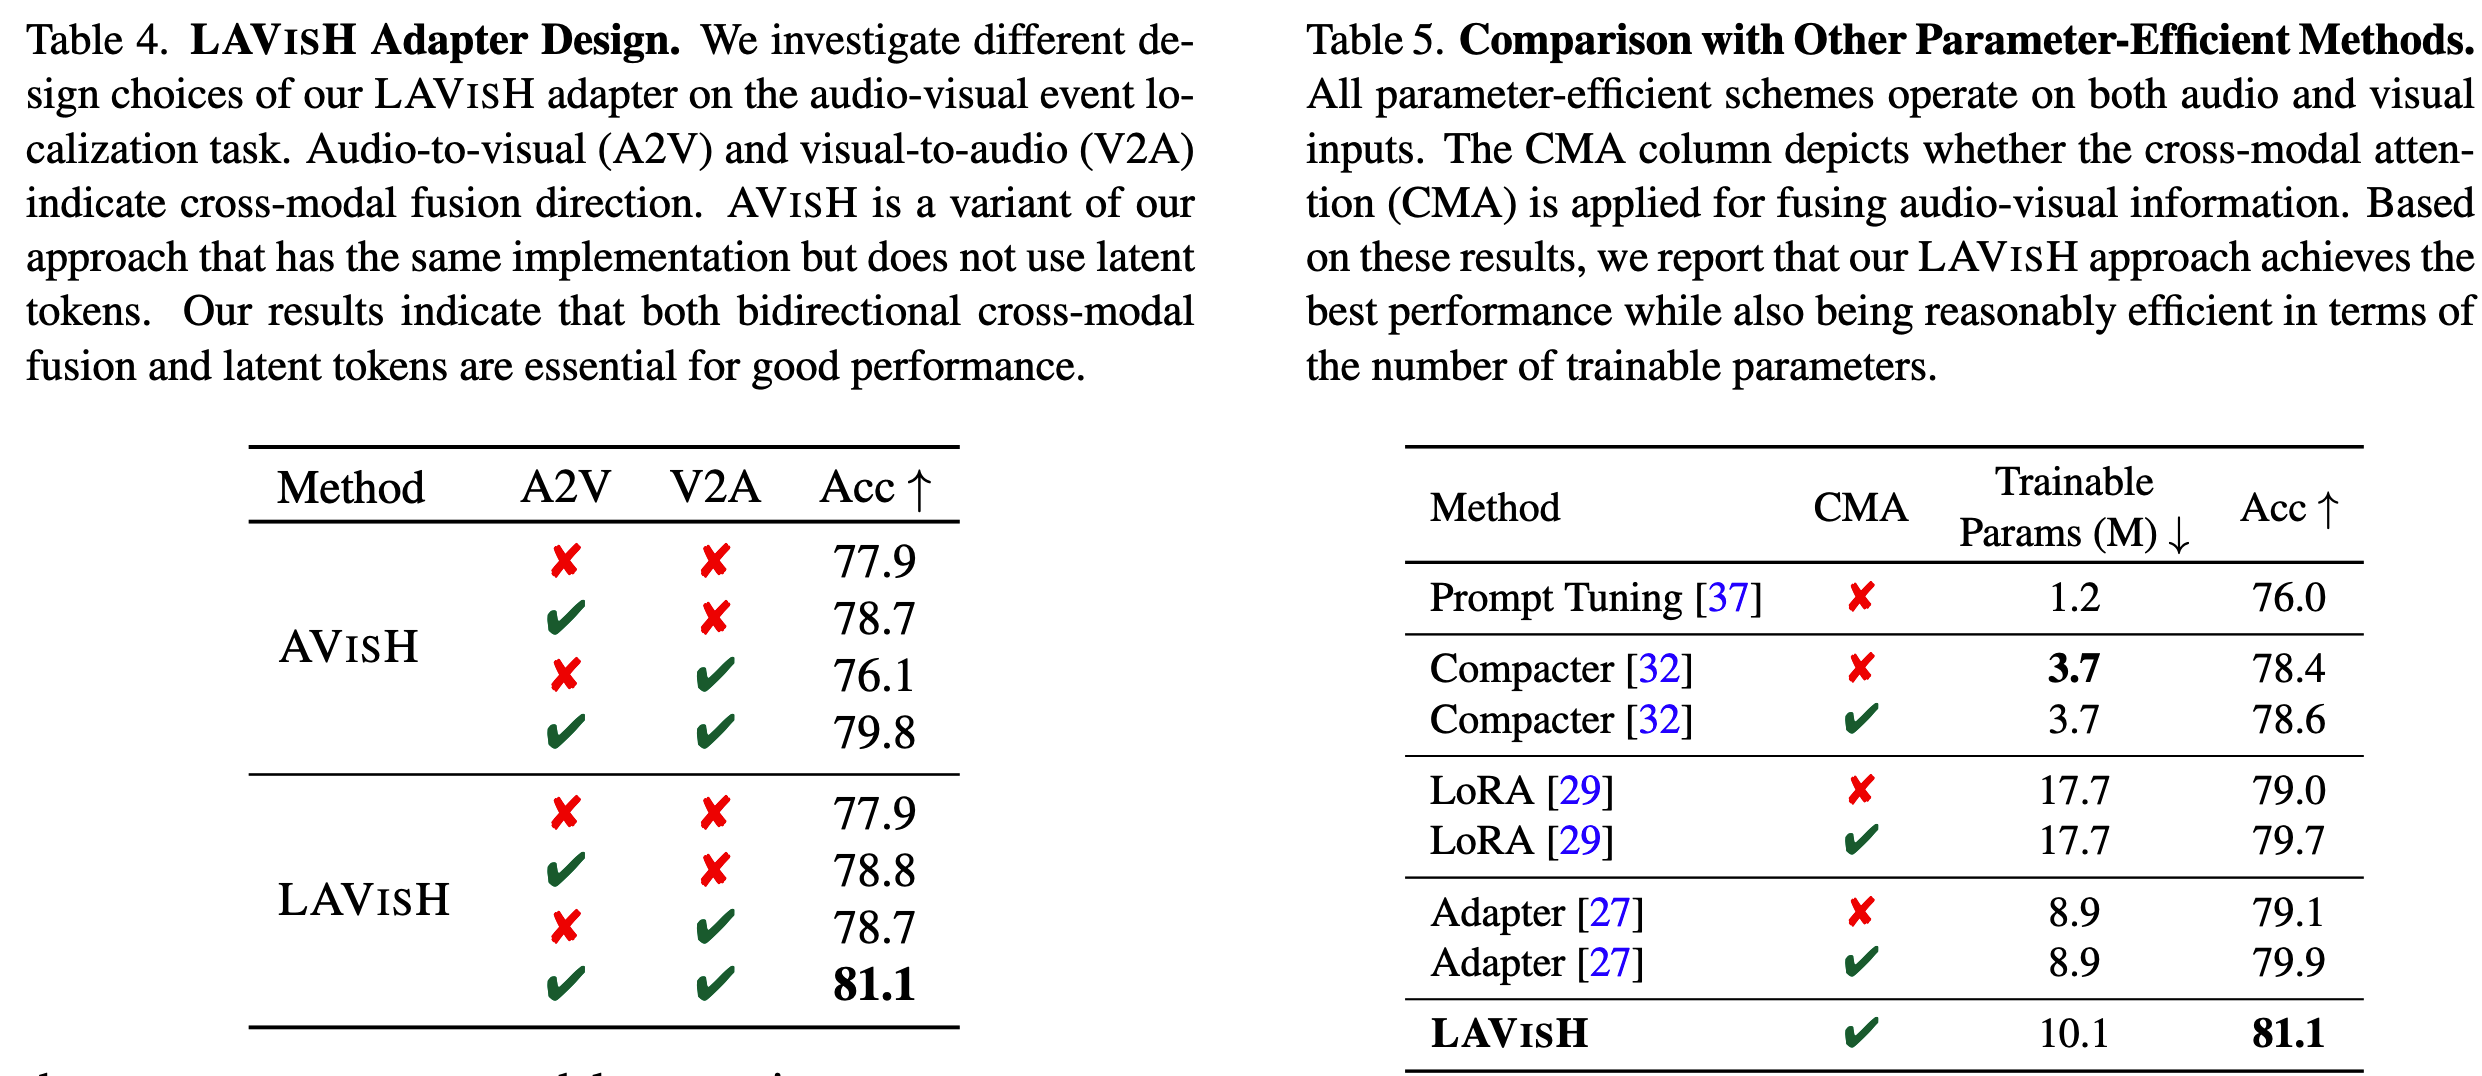 Table 4. LAVISH Adapter Design. We investigate different de-
sign choices of our LAVISH adapter on the audio-visual event lo-
calization task. Audio-to-visual (A2V) and visual-to-audio (V2A)
indicate cross-modal fusion direction. AVISH is a variant of our
approach that has the same implementation but does not use latent
tokens. Our results indicate that both bidirectional cross-modal
fusion and latent tokens are essential for good performance.
Method A2V V2A Acc ↑
AVISH
✘ ✘ 77.9
✔ ✘ 78.7
✘ ✔ 76.1
✔ ✔ 79.8
LAVISH
✘ ✘ 77.9
✔ ✘ 78.8
✘ ✔ 78.7
✔ ✔ 81.1
Table 5. Comparison with Other Parameter-Efficient Methods.
All parameter-efficient schemes operate on both audio and visual
inputs. The CMA column depicts whether the cross-modal atten-
tion (CMA) is applied for fusing audio-visual information. Based
on these results, we report that our LAVISH approach achieves the
best performance while also being reasonably efficient in terms of
the number of trainable parameters.
Method CMA Trainable Params (M) ↓ Acc ↑
Prompt Tuning [37] ✘ 1.2 76.0
Compacter [32] ✘ 3.7 78.4
Compacter [32] ✔ 3.7 78.6
LoRA [29] ✘ 17.7 79.0
LoRA [29] ✔ 17.7 79.7
Adapter [27] ✘ 8.9 79.1
Adapter [27] ✔ 8.9 79.9
LAVISH ✔ 10.1 81.1